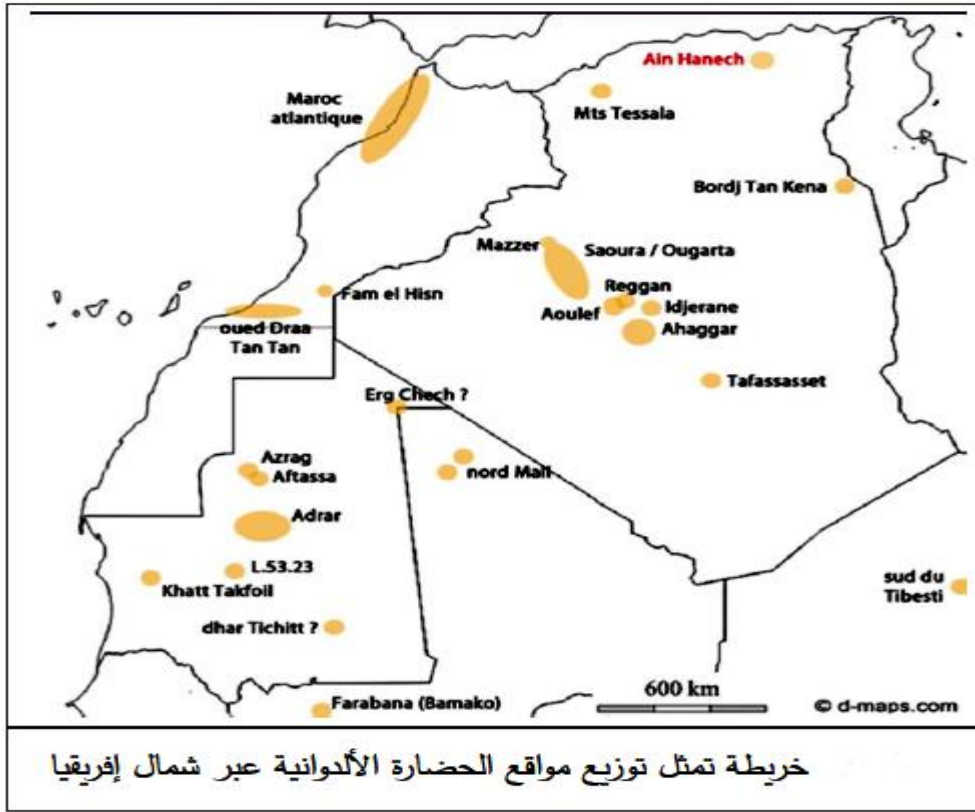 Ain Hanech
Maroc
atlantique
Mts Tessala
Bordj Tan Kena
Mazzer
Saoura / Ougarta
Reggan
Fam el Hisn
Aoulef
Idjerane
oued Draa
Tan Tan
Ahaggar
Tafassasset
Erg Chech ?
Azrag
Aftassa
nord Mali
Adrar
L.53.23
Khatt Takfoil
sud du
Tibesti
dhar Tichitt ?
600 km
Farabana (Bamako)
© d-maps.com
خريطة تمثل توزيع مواقع الحضارة الألدوانية عبر شمال إفريقيا